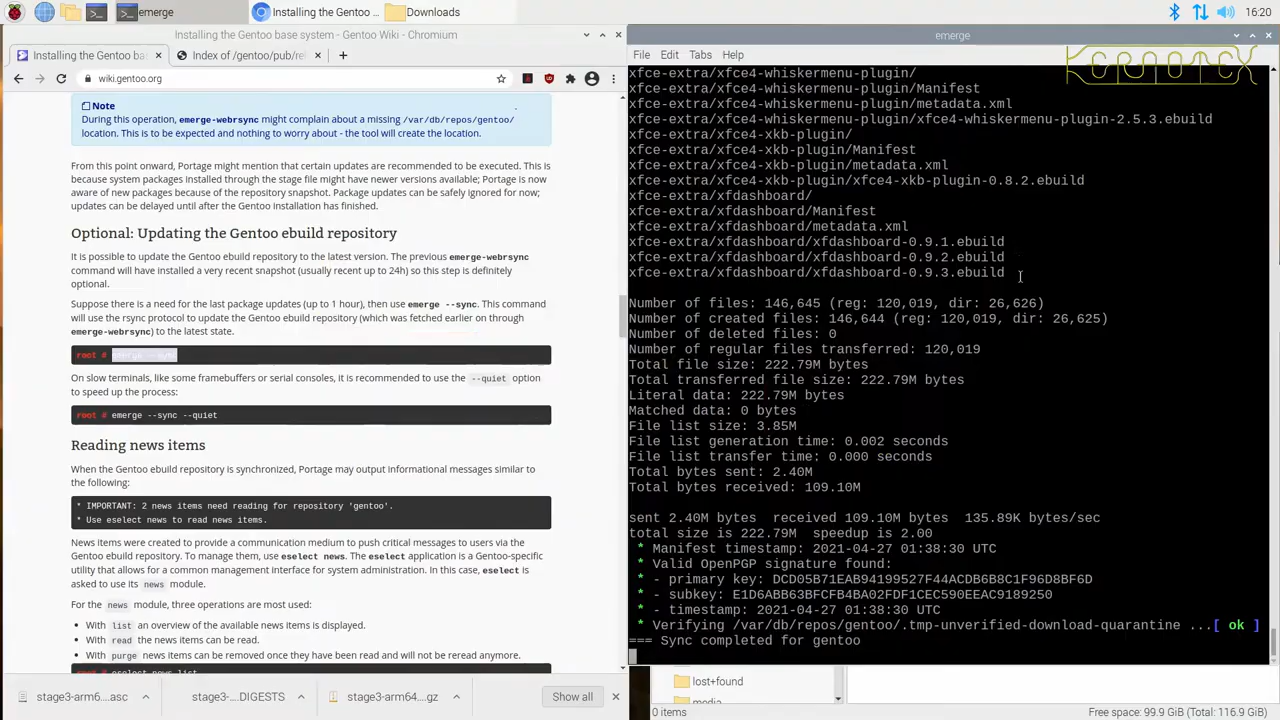 emerge
Installing the Gentoo ...
Downloads
16:20
Installing the Gentoo base system - Gentoo Wiki - Chromium
Installing the Gentoo bas
Index of /gentoo/pub/rel
wiki.gentoo.org
Note
During this operation, emerge-websync might complain about a missing /var/db/repos/gentoo/
location. This is to be expected and nothing to worry about - the tool will create the location.
From this point onward, Portage might mention that certain updates are recommended to be executed. This is
because system packages installed through the stage file might have newer versions available; Portage is now
aware of new packages because of the repository snapshot. Package updates can be safely ignored for now;
updates can be delayed until after the Gentoo installation has finished.
Optional: Updating the Gentoo ebuild repository
It is possible to update the Gentoo ebuild repository to the latest version. The previous emerge-websync
command will have installed a very recent snapshot (usually recent up to 24h) so this step is definitely
optional.
Suppose there is a need for the last package updates (up to 1 hour), then use emerge --sync. This command
will use the rsync protocol to update the Gentoo ebuild repository (which was fetched earlier on through
emerge-websync) to the latest state.
root # emerge --sync
On slow terminals, like some framebuffers or serial consoles, it is recommended to use the --quiet option
to speed up the process:
root # emerge --sync --quiet
Reading news items
When the Gentoo ebuild repository is synchronized, Portage may output informational messages similar to
the following:
* IMPORTANT: 2 news items need reading for repository 'gentoo'.
* Use eselect news to read news items.
News items were created to provide a communication medium to push critical messages to users via the
Gentoo ebuild repository. To manage them, use eselect news. The eselect application is a Gentoo-specific
utility that allows for a common management interface for system administration. In this case, eselect is
asked to use its news module.
For the news module, three operations are most used:
• With list an overview of the available news items is displayed.
• With read the news items can be read.
• With purge news items can be removed once they have been read and will not be reread anymore.
root # eselect news list
stage3-arm6....asc
stage3-....DIGESTS
stage3-arm64....gz
Show all
emerge
File Edit Tabs Help
xfce-extra/xfce4-whiskermenu-plugin/
xfce-extra/xfce4-whiskermenu-plugin/Manifest
xfce-extra/xfce4-whiskermenu-plugin/metadata.xml
xfce-extra/xfce4-whiskermenu-plugin/xfce4-whiskermenu-plugin-2.5.3.ebuild
xfce-extra/xfce4-xkb-plugin/
xfce-extra/xfce4-xkb-plugin/Manifest
xfce-extra/xfce4-xkb-plugin/metadata.xml
xfce-extra/xfce4-xkb-plugin/xfce4-xkb-plugin-0.8.2.ebuild
xfce-extra/xfdashboard/
xfce-extra/xfdashboard/Manifest
xfce-extra/xfdashboard/metadata.xml
xfce-extra/xfdashboard/xfdashboard-0.9.1.ebuild
xfce-extra/xfdashboard/xfdashboard-0.9.2.ebuild
xfce-extra/xfdashboard/xfdashboard-0.9.3.ebuild
Number of files: 146,645 (reg: 120,019, dir: 26,626)
Number of created files: 146,644 (reg: 120,019, dir: 26,625)
Number of deleted files: 0
Number of regular files transferred: 120,019
Total file size: 222.79M bytes
Total transferred file size: 222.79M bytes
Literal data: 222.79M bytes
Matched data: 0 bytes
File list size: 3.85M
File list generation time: 0.002 seconds
File list transfer time: 0.000 seconds
Total bytes sent: 2.40M
Total bytes received: 109.10M
sent 2.40M bytes  received 109.10M bytes  135.89K bytes/sec
total size is 222.79M  speedup is 2.00
* Manifest timestamp: 2021-04-27 01:38:30 UTC
* Valid OpenPGP signature found:
* - primary key: DCD05B71EAB94199527F44ACDB6B8C1F96D8BF6D
* - subkey: E1D6ABB63BFCFB4BA02FDF1CEC590EEAC9189250
* - timestamp: 2021-04-27 01:38:30 UTC
* Verifying /var/db/repos/gentoo/.tmp-unverified-download-quarantine ...[ ok ]
=== Sync completed for gentoo
lost+found
media
0 items
Free space: 99.9 GiB (Total: 116.9 GiB)